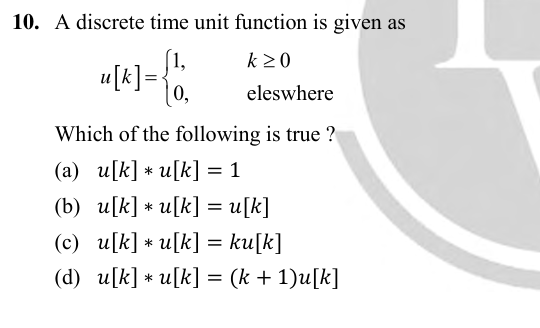 10. A discrete time unit function is given as
u[k]={1, k ≥ 0
0, eleswhere
Which of the following is true ?
(a) u[k] ∗ u[k] = 1
(b) u[k] ∗ u[k] = u[k]
(c) u[k] ∗ u[k] = ku[k]
(d) u[k] ∗ u[k] = (k + 1)u[k]